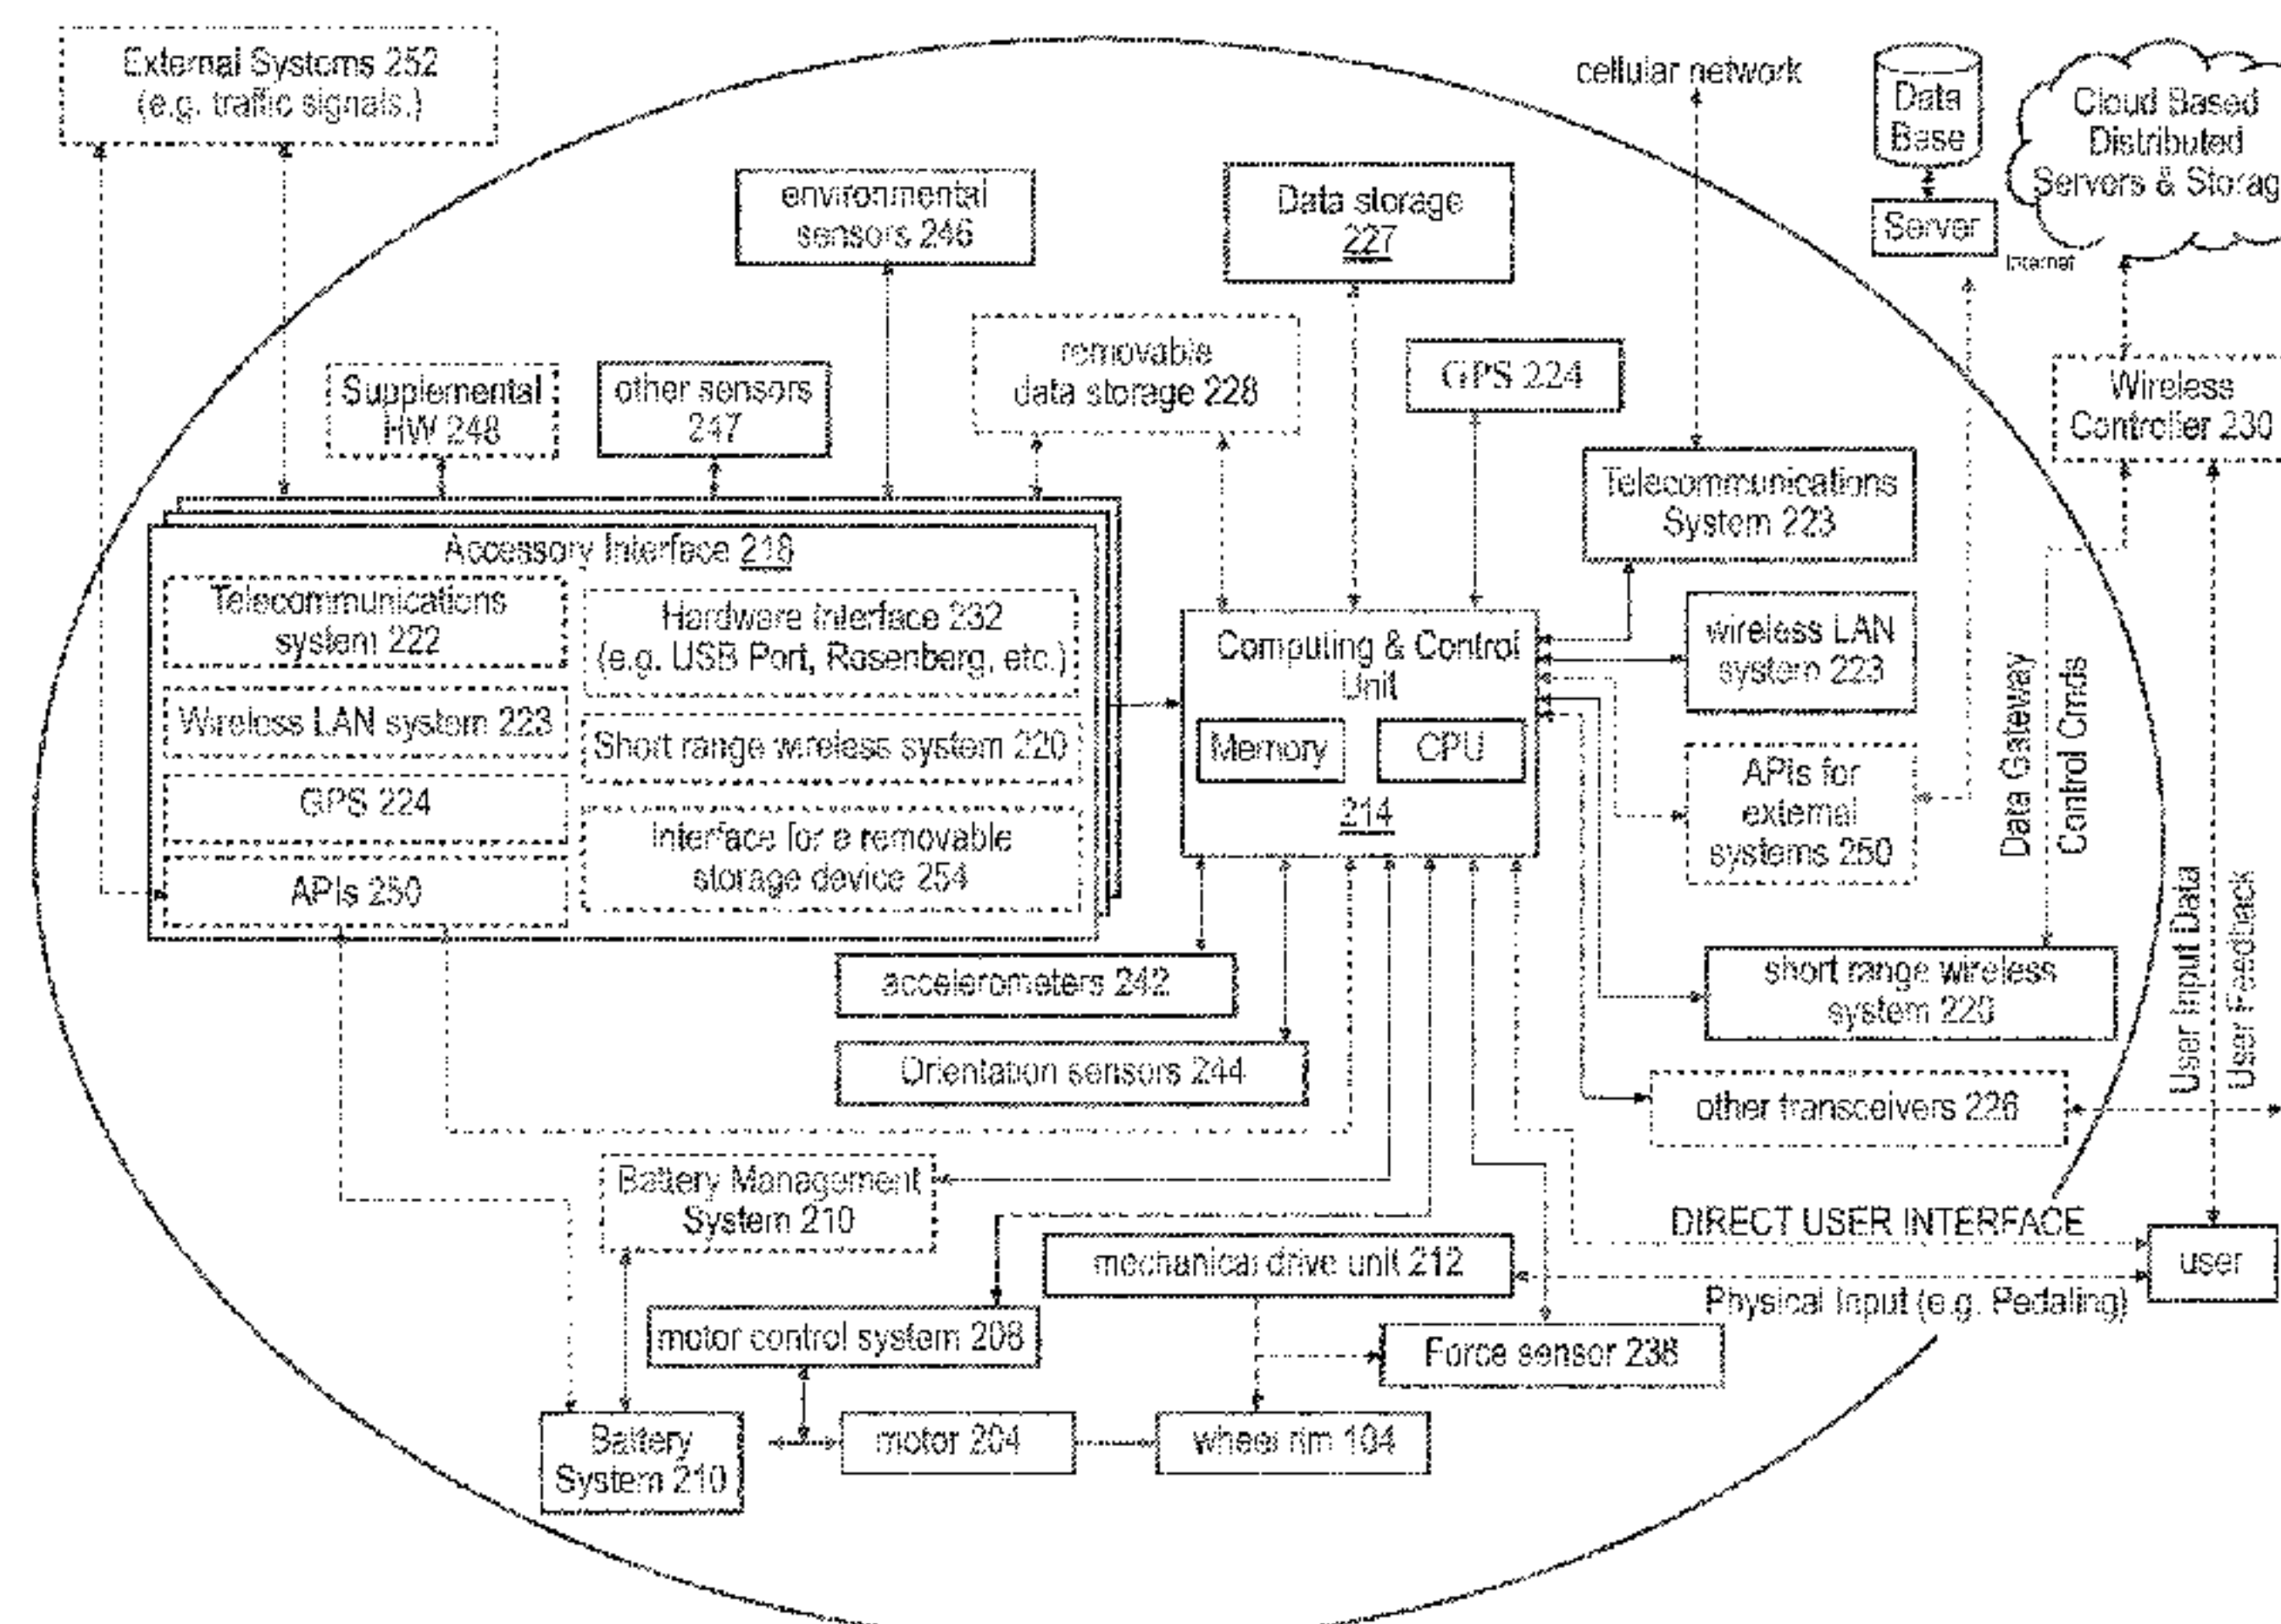 External Systems 252
(e.g. traffic signals.)
cellular network
Data
Base
Server
Internet
Cloud Based
Distributed
Servers & Storag
environmental
sensors 246
Data storage
227
removable
data storage 228
GPS 224
Supplemental
HW 248
other sensors
247
Wireless
Controller 230
Telecommunications
System 223
Accessory Interface 218
Telecommunications
system 222
Wireless LAN system 223
GPS 224
APIs 250
Hardware Interface 232
(e.g. USB Port, Rosenberg, etc.)
Short range wireless system 220
Interface for a removable
storage device 254
Computing & Control
Unit
Memory
CPU
214
wireless LAN
system 223
APIs for
external
systems 250
Data Gateway
Control Cmds
short range wireless
system 220
User Input Data
User Feedback
accelerometers 242
Orientation sensors 244
other transceivers 226
Battery Management
System 210
DIRECT USER INTERFACE
user
mechanical drive unit 212
Physical Input (e.g. Pedaling)
motor control system 208
Force sensor 238
Battery
System 210
motor 204
wheel rim 104